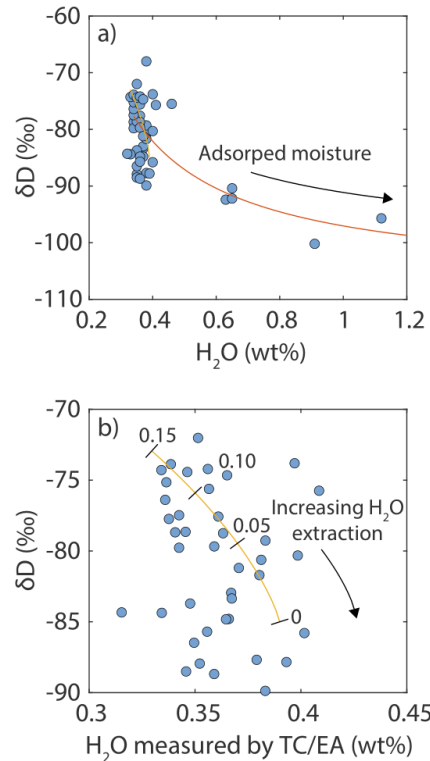 a)
-60
-70
-80
-90
-100
-110
δD (‰)
Adsorped moisture
0.2 0.4 0.6 0.8 1 1.2
H₂O (wt%)
b)
-70
-75
-80
-85
-90
δD (‰)
0.15
0.10
0.05
0
Increasing H₂O
extraction
0.3 0.35 0.4 0.45
H₂O measured by TC/EA (wt%)